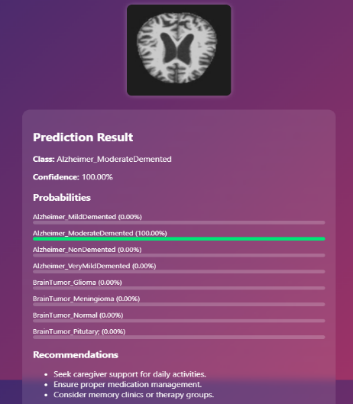 Prediction Result
Class: Alzheimer_ModerateDemented
Confidence: 100.00%
Probabilities
Alzheimer_MildDemented (0.00%)
Alzheimer_ModerateDemented (100.00%)
Alzheimer_NonDemented (0.00%)
Alzheimer_VeryMildDemented (0.00%)
BrainTumor_Glioma (0.00%)
BrainTumor_Meningioma (0.00%)
BrainTumor_Normal (0.00%)
BrainTumor_Pitutary; (0.00%)
Recommendations
• Seek caregiver support for daily activities.
• Ensure proper medication management.
• Consider memory clinics or therapy groups.